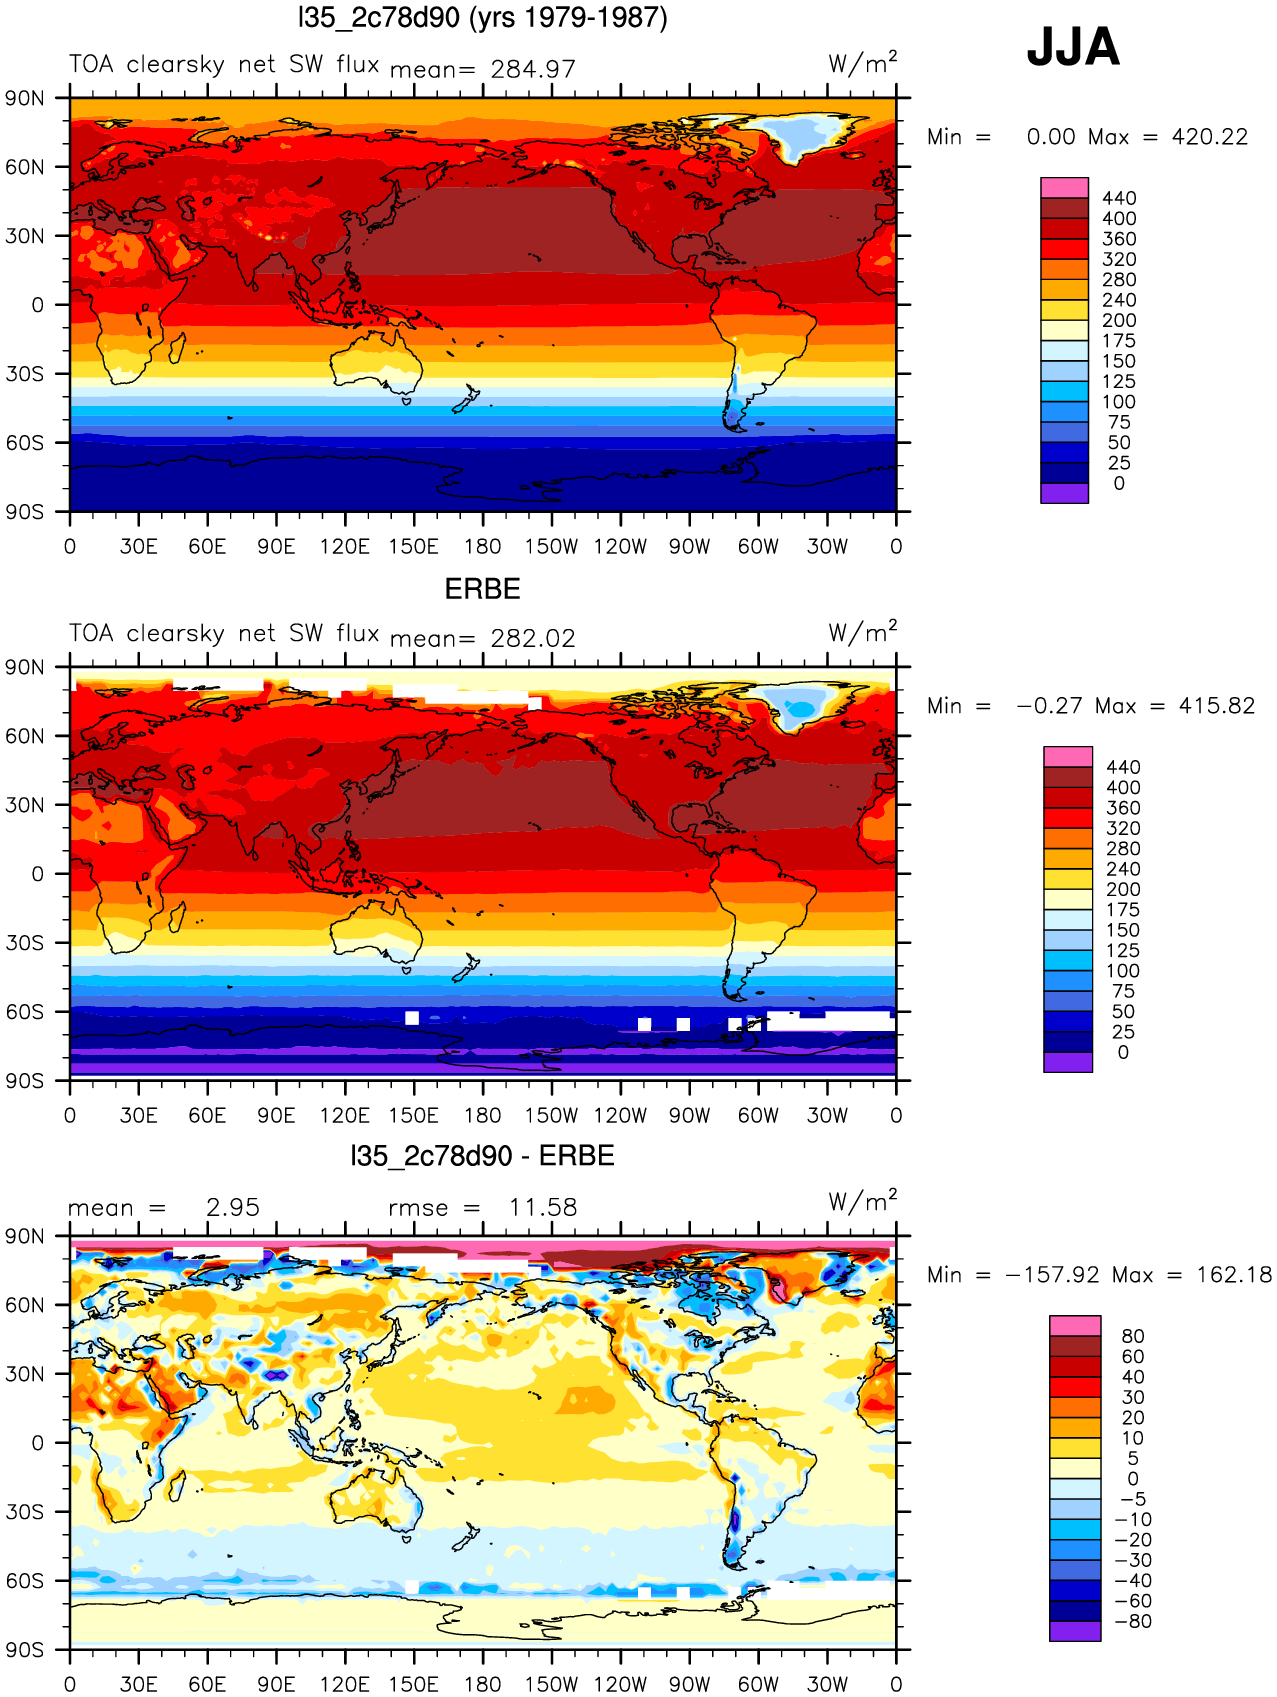 l35_2c78d90 (yrs 1979-1987)
JJA
TOA clearsky net SW flux mean= 284.97 W/m²
Min = 0.00 Max = 420.22
90N
60N
30N
0
30S
60S
90S
0 30E 60E 90E 120E 150E 180 150W 120W 90W 60W 30W 0
440
400
360
320
280
240
200
175
150
125
100
75
50
25
0
ERBE
TOA clearsky net SW flux mean= 282.02 W/m²
Min = −0.27 Max = 415.82
90N
60N
30N
0
30S
60S
90S
0 30E 60E 90E 120E 150E 180 150W 120W 90W 60W 30W 0
440
400
360
320
280
240
200
175
150
125
100
75
50
25
0
l35_2c78d90 - ERBE
mean = 2.95 rmse = 11.58 W/m²
Min = −157.92 Max = 162.18
90N
60N
30N
0
30S
60S
90S
0 30E 60E 90E 120E 150E 180 150W 120W 90W 60W 30W 0
80
60
40
30
20
10
5
0
−5
−10
−20
−30
−40
−60
−80